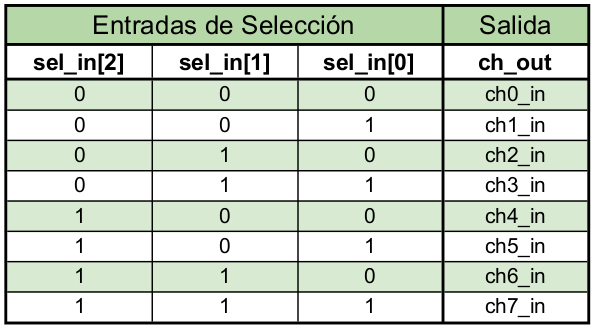 Entradas de Selección Salida
sel_in[2] sel_in[1] sel_in[0] ch_out
0 0 0 ch0_in
0 0 1 ch1_in
0 1 0 ch2_in
0 1 1 ch3_in
1 0 0 ch4_in
1 0 1 ch5_in
1 1 0 ch6_in
1 1 1 ch7_in